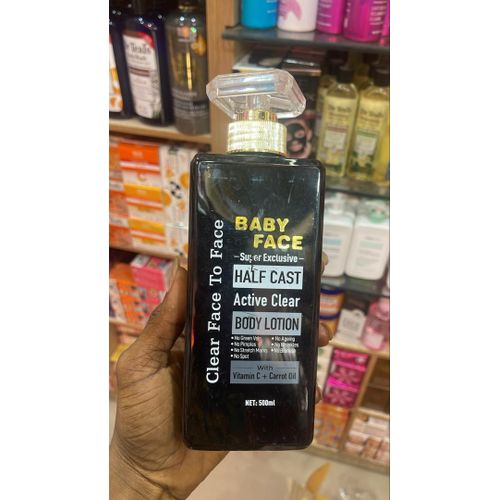 Clear Face To Face
BABY
FACE
Super Exclusive
HALF CAST
Active Clear
BODY LOTION
• No Green Vein • No Ageing
• No Pimples • No Wrinkles
• No Stretch Marks
• No Spot
With
Vitamin C + Carrot Oil
NET: 500ml